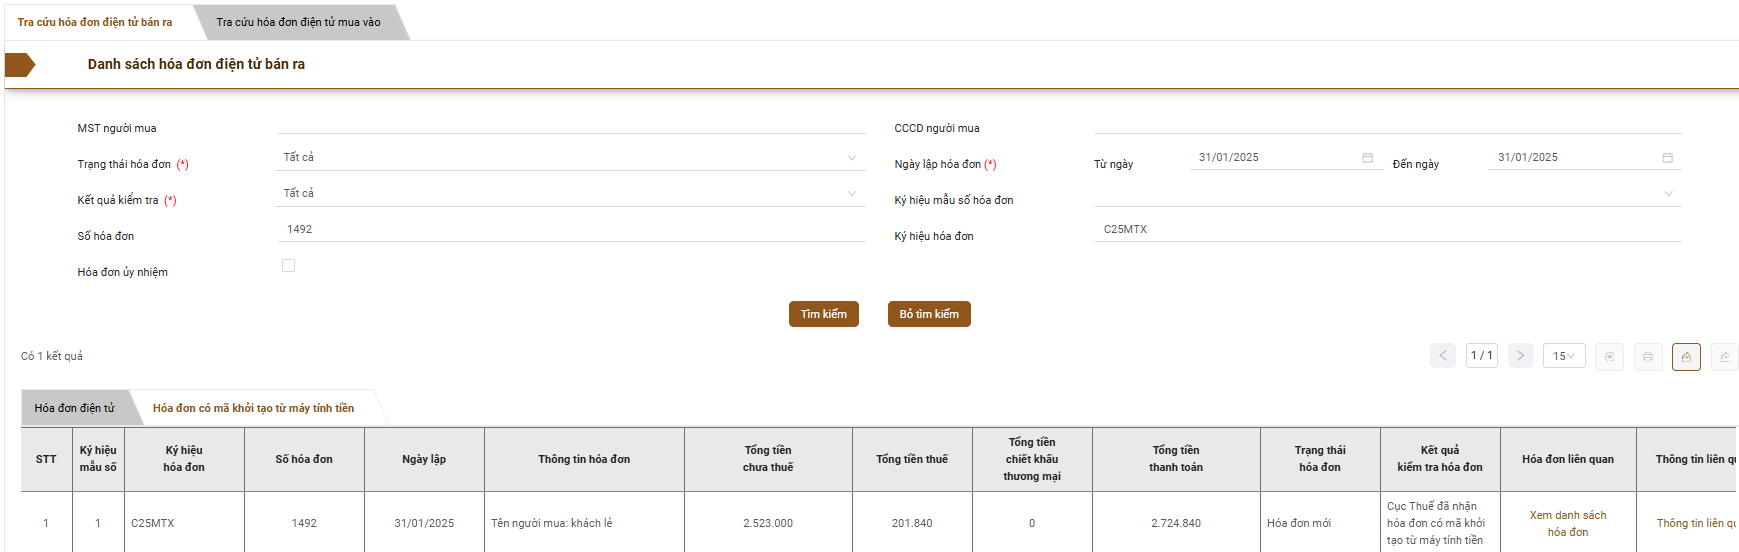 Tra cứu hóa đơn điện tử bán ra
Tra cứu hóa đơn điện tử mua vào
Danh sách hóa đơn điện tử bán ra
MST người mua
CCCD người mua
Trạng thái hóa đơn (*)
Tất cả
Ngày lập hóa đơn (*)
Từ ngày
31/01/2025
Đến ngày
31/01/2025
Kết quả kiểm tra (*)
Tất cả
Ký hiệu mẫu số hóa đơn
Số hóa đơn
1492
Ký hiệu hóa đơn
C25MTX
Hóa đơn ủy nhiệm
Tìm kiếm
Bỏ tìm kiếm
Có 1 kết quả
1 / 1
15
Hóa đơn điện tử
Hóa đơn có mã khởi tạo từ máy tính tiền
STT
Ký hiệu
mẫu số
Ký hiệu
hóa đơn
Số hóa đơn
Ngày lập
Thông tin hóa đơn
Tổng tiền
chưa thuế
Tổng tiền thuế
Tổng tiền
chiết khấu
thương mại
Tổng tiền
thanh toán
Trạng thái
hóa đơn
Kết quả
kiểm tra hóa đơn
Hóa đơn liên quan
Thông tin liên
1
1
C25MTX
1492
31/01/2025
Tên người mua: khách lẻ
2.523.000
201.840
0
2.724.840
Hóa đơn mới
Cục Thuế đã nhận
hóa đơn có mã khởi
tạo từ máy tính tiền
Xem danh sách
hóa đơn
Thông tin liên